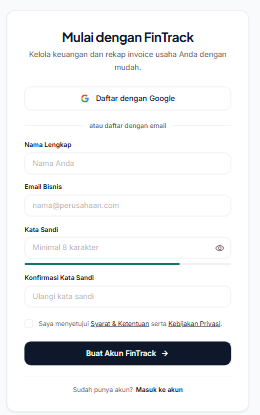 Mulai dengan FinTrack
Kelola keuangan dan rekap invoice usaha Anda dengan
mudah.
Daftar dengan Google
atau daftar dengan email
Nama Lengkap
Nama Anda
Email Bisnis
nama@perusahaan.com
Kata Sandi
Minimal 8 karakter
Konfirmasi Kata Sandi
Ulangi kata sandi
Saya menyetujui Syarat & Ketentuan serta Kebijakan Privasi.
Buat Akun FinTrack →
Sudah punya akun? Masuk ke akun